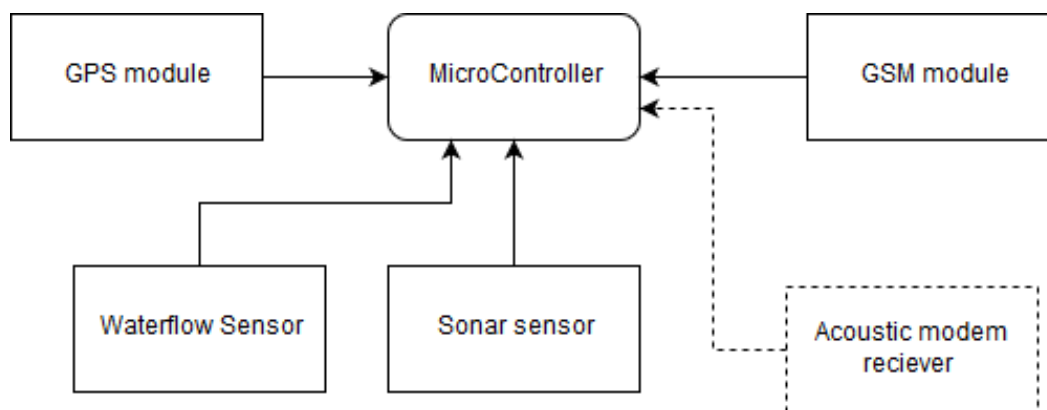 GPS module
MicroController
GSM module
Waterflow Sensor
Sonar sensor
Acoustic modem
reciever